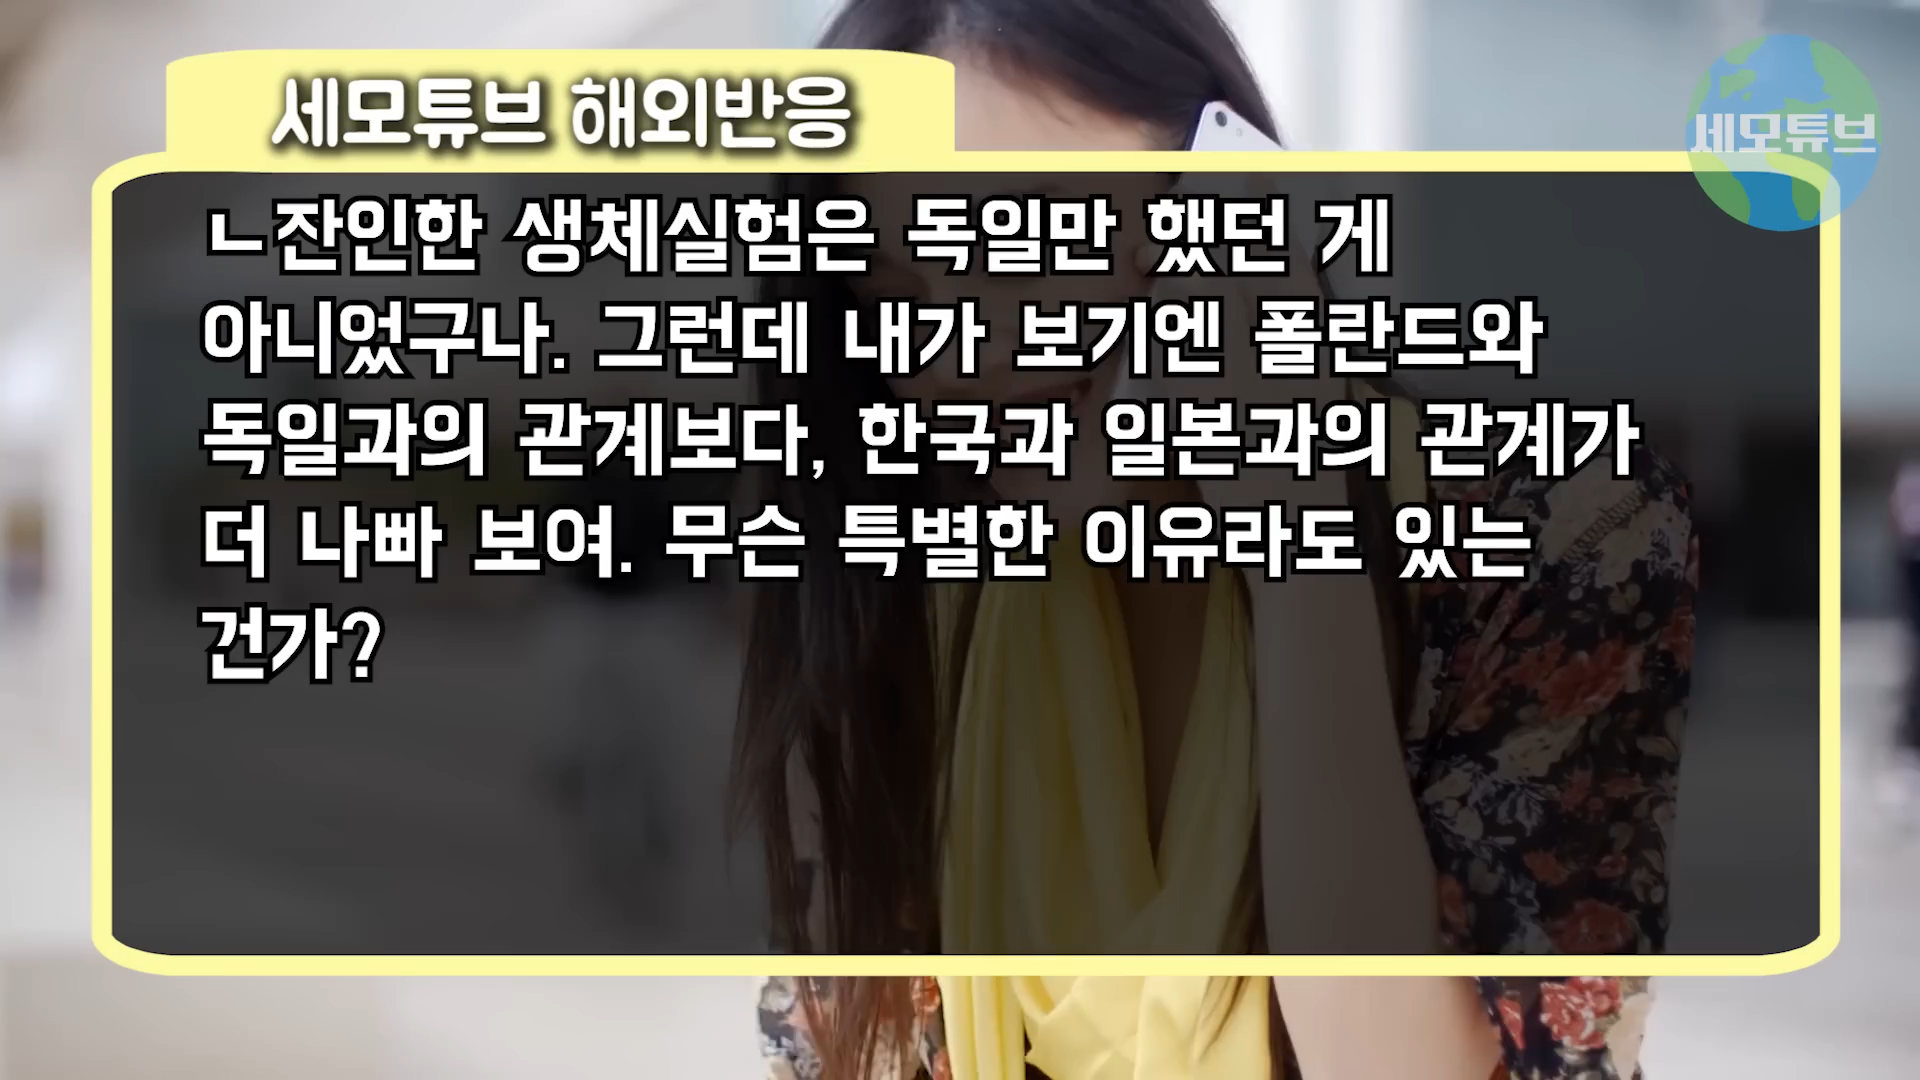 세모튜브 해외반응
세모튜브
ㄴ잔인한 생체실험은 독일만 했던 게
아니었구나. 그런데 내가 보기엔 폴란드와
독일과의 관계보다, 한국과 일본과의 관계가
더 나빠 보여. 무슨 특별한 이유라도 있는
건가?